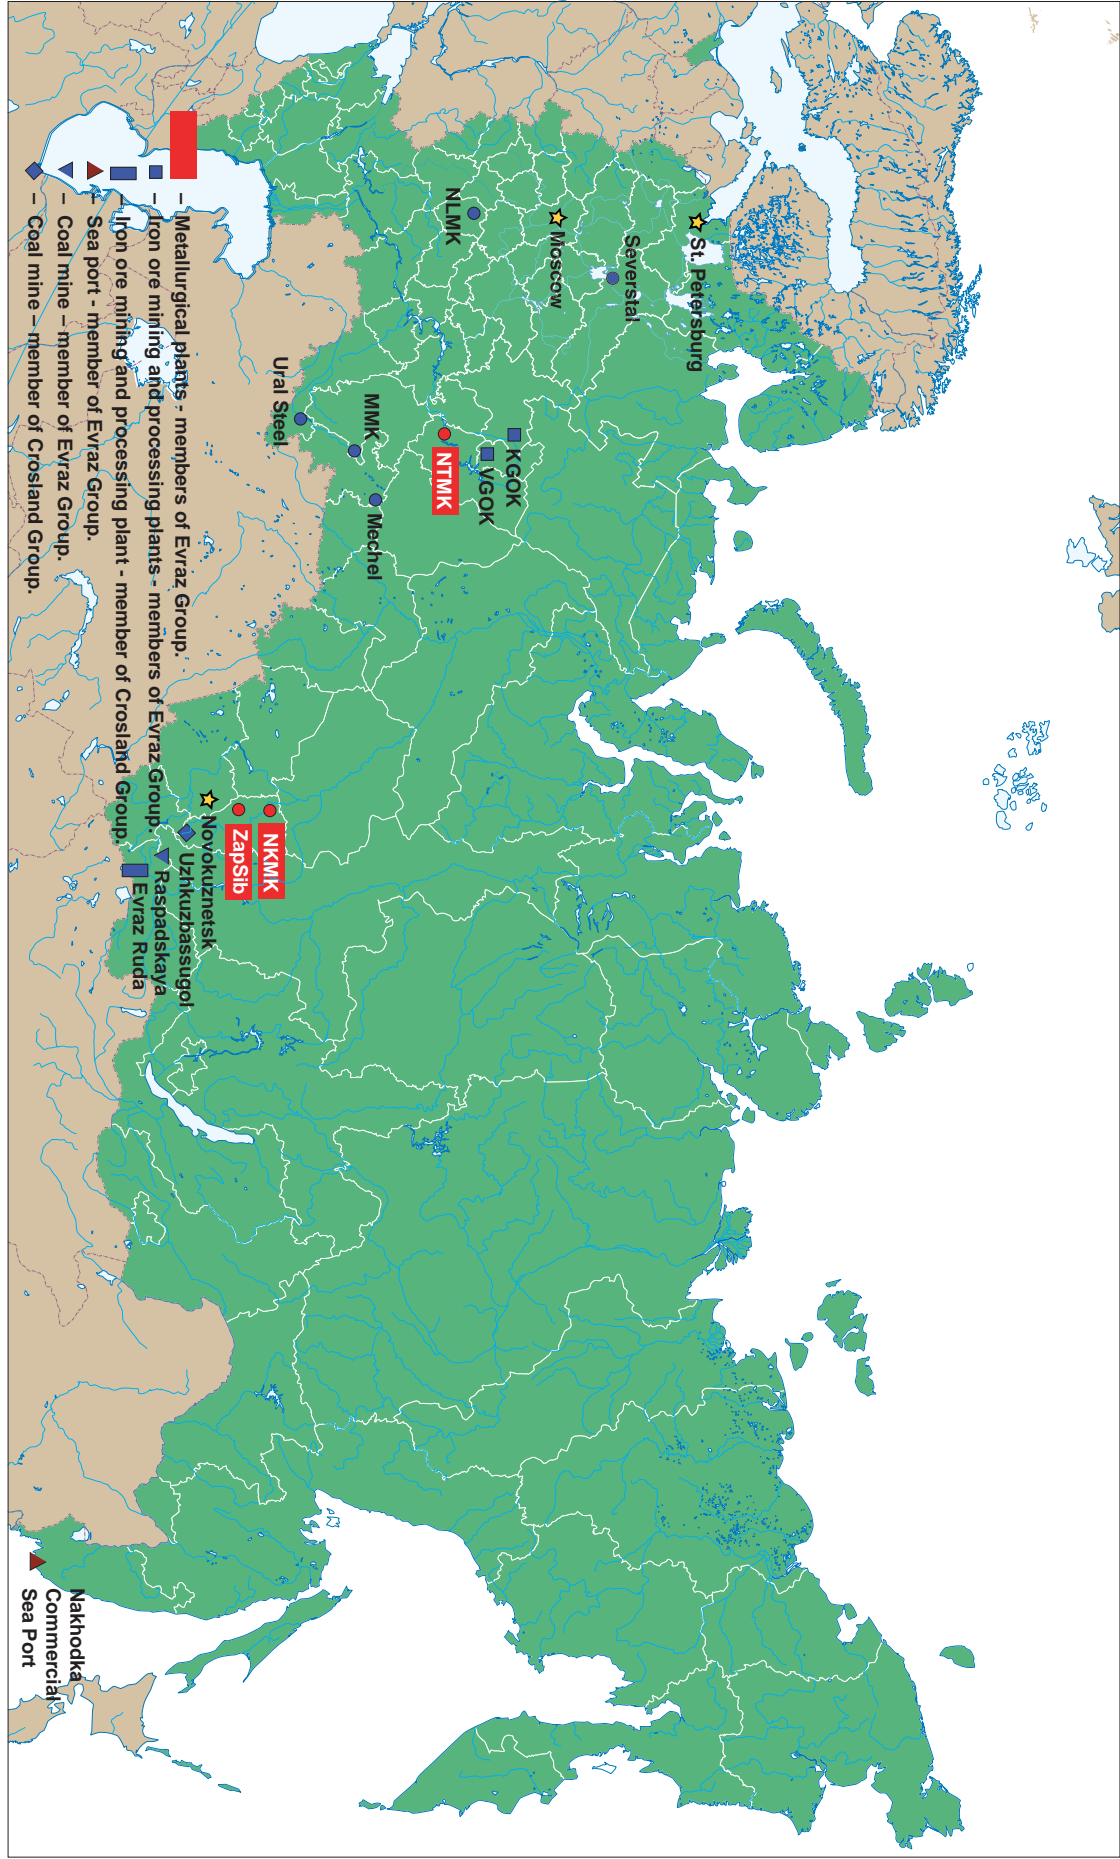 St. Petersburg
Severstal
Moscow
NLMK
KGOK
VGOK
NTMK
MMK
Mechel
Ural Steel
NKMK
ZapSib
Novokuznetsk
Uzhkuzbassugol
Raspadskaya
Evraz Ruda
Nakhodka
Commercial
Sea Port
– Metallurgical plants - members of Evraz Group.
– Iron ore mining and processing plants - members of Evraz Group.
– Iron ore mining and processing plant - member of Crosland Group.
– Sea port - member of Evraz Group.
– Coal mine – member of Evraz Group.
– Coal mine – member of Crosland Group.